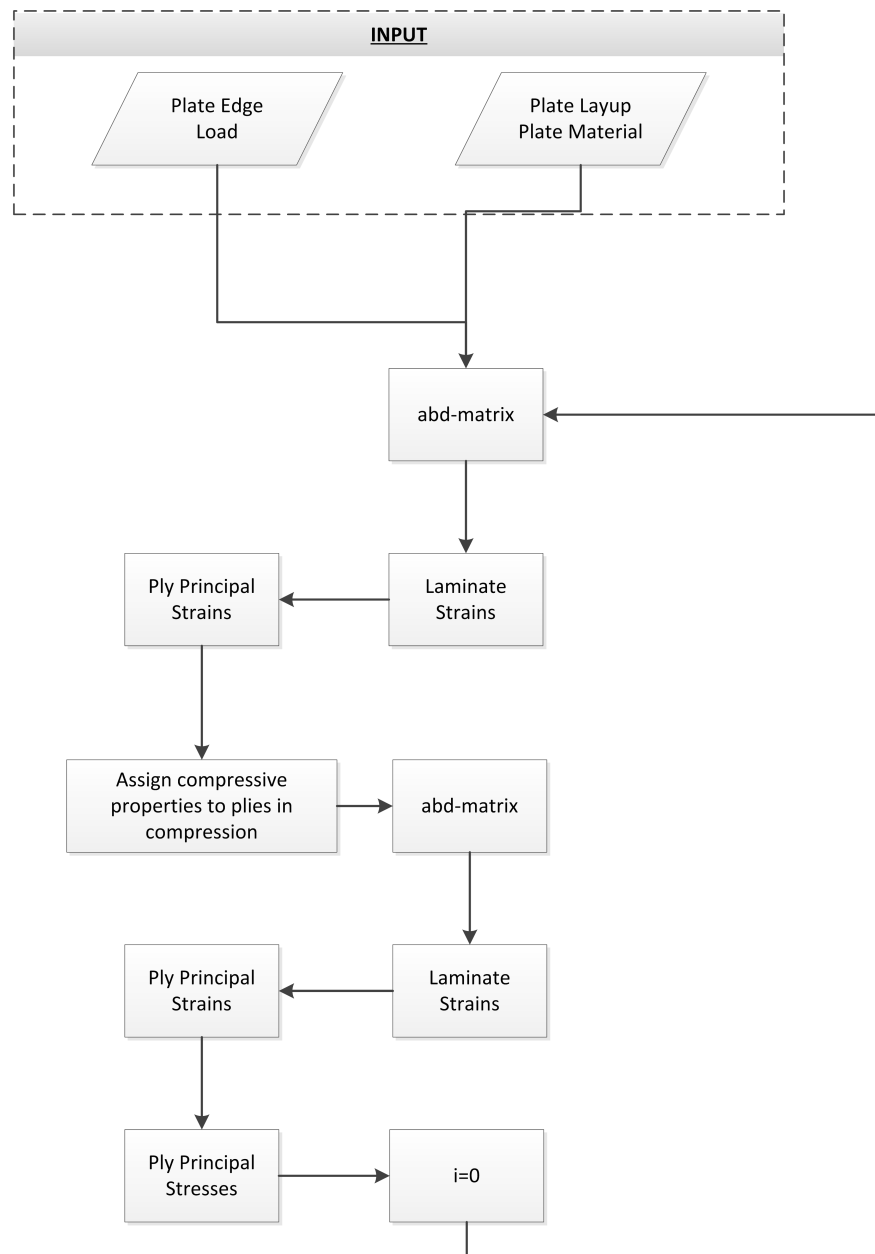 INPUT
Plate Edge
Load
Plate Layup
Plate Material
abd-matrix
Ply Principal
Strains
Laminate
Strains
Assign compressive
properties to plies in
compression
abd-matrix
Ply Principal
Strains
Laminate
Strains
Ply Principal
Stresses
i=0